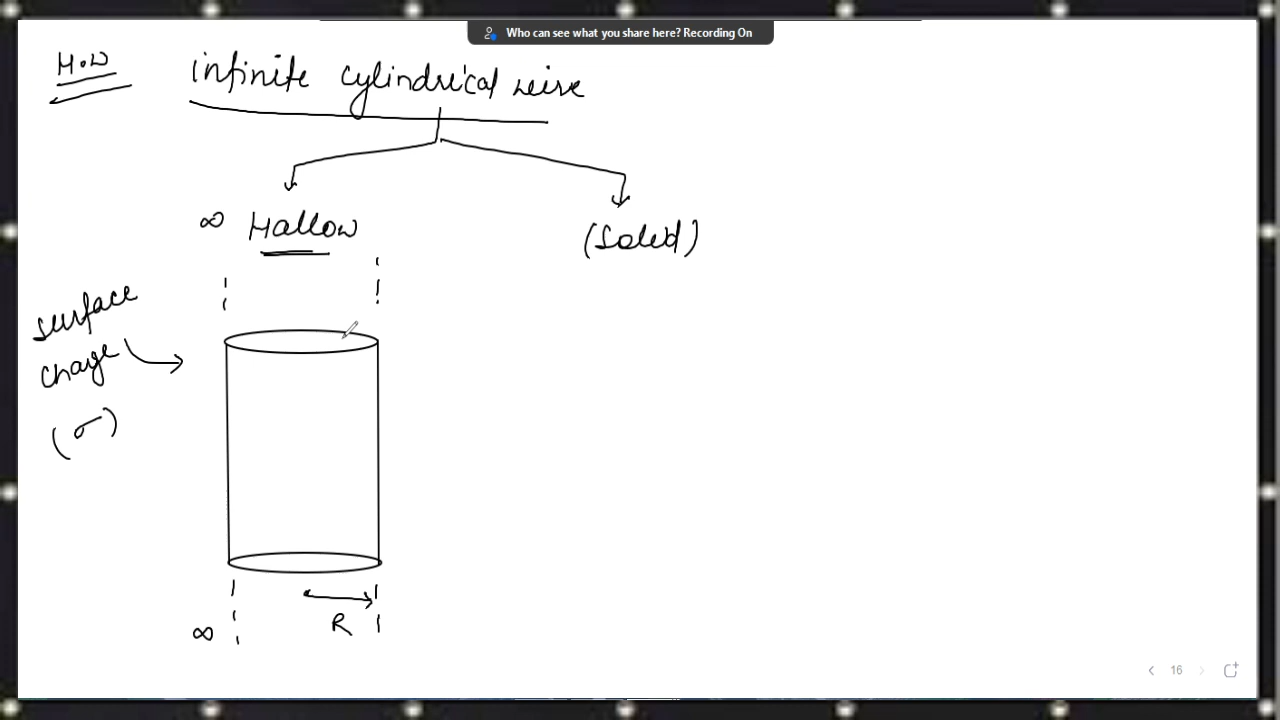 Who can see what you share here? Recording On
H.W
infinite cylindrical wire
∞ Hallow
(Solid)
surface
charge
(σ)
R
∞
16